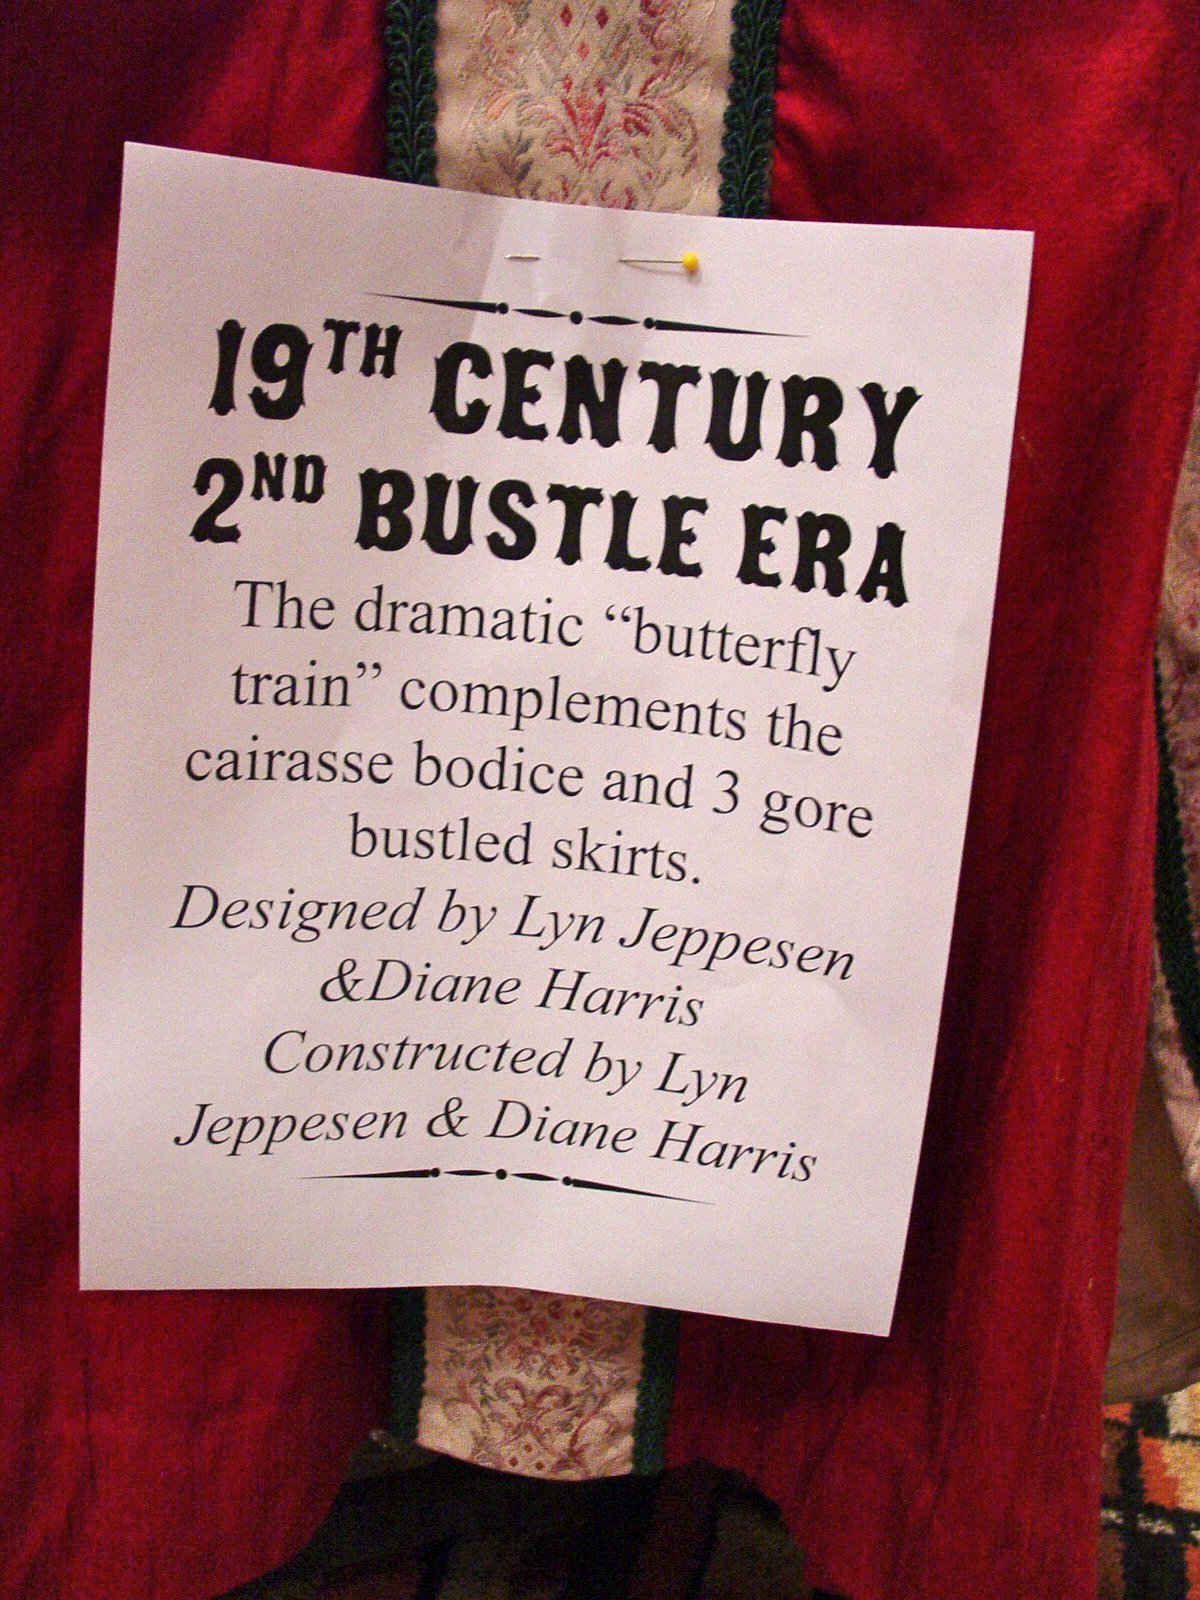 19TH CENTURY
2ND BUSTLE ERA
The dramatic “butterfly
train” complements the
cairasse bodice and 3 gore
bustled skirts.
Designed by Lyn Jeppesen
&Diane Harris
Constructed by Lyn
Jeppesen & Diane Harris